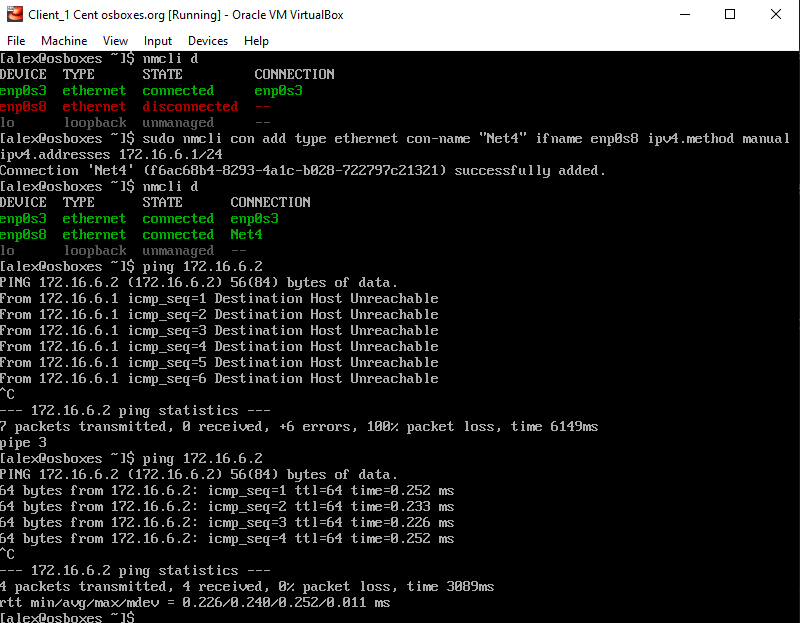 Client_1 Cent osboxes.org [Running] - Oracle VM VirtualBox
File Machine View Input Devices Help
[alex@osboxes ~]$ nmcli d
DEVICE TYPE STATE CONNECTION
enp0s3 ethernet connected enp0s3
enp0s8 ethernet disconnected --
lo loopback unmanaged --
[alex@osboxes ~]$ sudo nmcli con add type ethernet con-name "Net4" ifname enp0s8 ipv4.method manual
ipv4.addresses 172.16.6.1/24
Connection 'Net4' (f6ac68b4-8293-4a1c-b028-722797c21321) successfully added.
[alex@osboxes ~]$ nmcli d
DEVICE TYPE STATE CONNECTION
enp0s3 ethernet connected enp0s3
enp0s8 ethernet connected Net4
lo loopback unmanaged --
[alex@osboxes ~]$ ping 172.16.6.2
PING 172.16.6.2 (172.16.6.2) 56(84) bytes of data.
From 172.16.6.1 icmp_seq=1 Destination Host Unreachable
From 172.16.6.1 icmp_seq=2 Destination Host Unreachable
From 172.16.6.1 icmp_seq=3 Destination Host Unreachable
From 172.16.6.1 icmp_seq=4 Destination Host Unreachable
From 172.16.6.1 icmp_seq=5 Destination Host Unreachable
From 172.16.6.1 icmp_seq=6 Destination Host Unreachable
^C
--- 172.16.6.2 ping statistics ---
7 packets transmitted, 0 received, +6 errors, 100% packet loss, time 6149ms
pipe 3
[alex@osboxes ~]$ ping 172.16.6.2
PING 172.16.6.2 (172.16.6.2) 56(84) bytes of data.
64 bytes from 172.16.6.2: icmp_seq=1 ttl=64 time=0.252 ms
64 bytes from 172.16.6.2: icmp_seq=2 ttl=64 time=0.233 ms
64 bytes from 172.16.6.2: icmp_seq=3 ttl=64 time=0.226 ms
64 bytes from 172.16.6.2: icmp_seq=4 ttl=64 time=0.252 ms
^C
--- 172.16.6.2 ping statistics ---
4 packets transmitted, 4 received, 0% packet loss, time 3089ms
rtt min/avg/max/mdev = 0.226/0.240/0.252/0.011 ms
[alex@osboxes ~]$